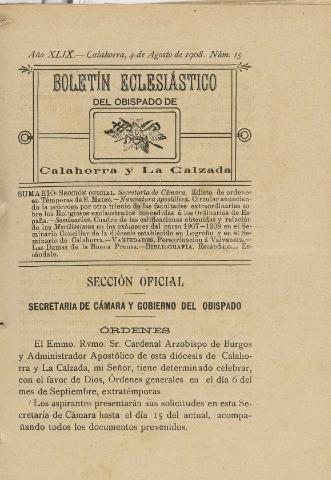 Año XLIX.—Calahorra, 4 de Agosto de 1908. Núm. 15
BOLETÍN ECLESIÁSTICO
DEL OBISPADO DE
Calahorra y La Calzada
SUMARIO: SECCIÓN OFICIAL. Secretaría de Cámara. Edicto de ordenes
en Témporas de S. Mateo.—Nunciatura apostólica. Circular anuncian-
do la prórroga por otro trienio de las facultades extraordinarias so-
bre los Religiosos exclaustrados concedidas á los Ordinarios de Es-
paña.—Seminarios. Cuadro de las calificaciones obtenidas y relación
de los Meritissimus en los exámenes del curso 1907-1908 en el Se-
minario Conciliar de la diócesis establecido en Logroño y en el Se-
minario de Calahorra.—VARIEDADES. Peregrinación á Valvanera.—
Las Damas de la Buena Prensa.—BIBLIOGRAFÍA. Escándalo... Es-
cándalo.
SECCIÓN OFICIAL
SECRETARIA DE CÁMARA Y GOBIERNO DEL OBISPADO
ÓRDENES
El Emmo. Rvmo. Sr. Cardenal Arzobispo de Burgos
y Administrador Apostólico de esta diócesis de Calaho-
rra y La Calzada, mi Señor, tiene determinado celebrar,
con el favor de Dios, Órdenes generales en el día 6 del
mes de Septiembre, extratémporas.
Los aspirantes presentarán sus solicitudes en esta Se-
cretaría de Cámara hasta el día 15 del actual, acompa-
ñando todos los documentos prevenidos.